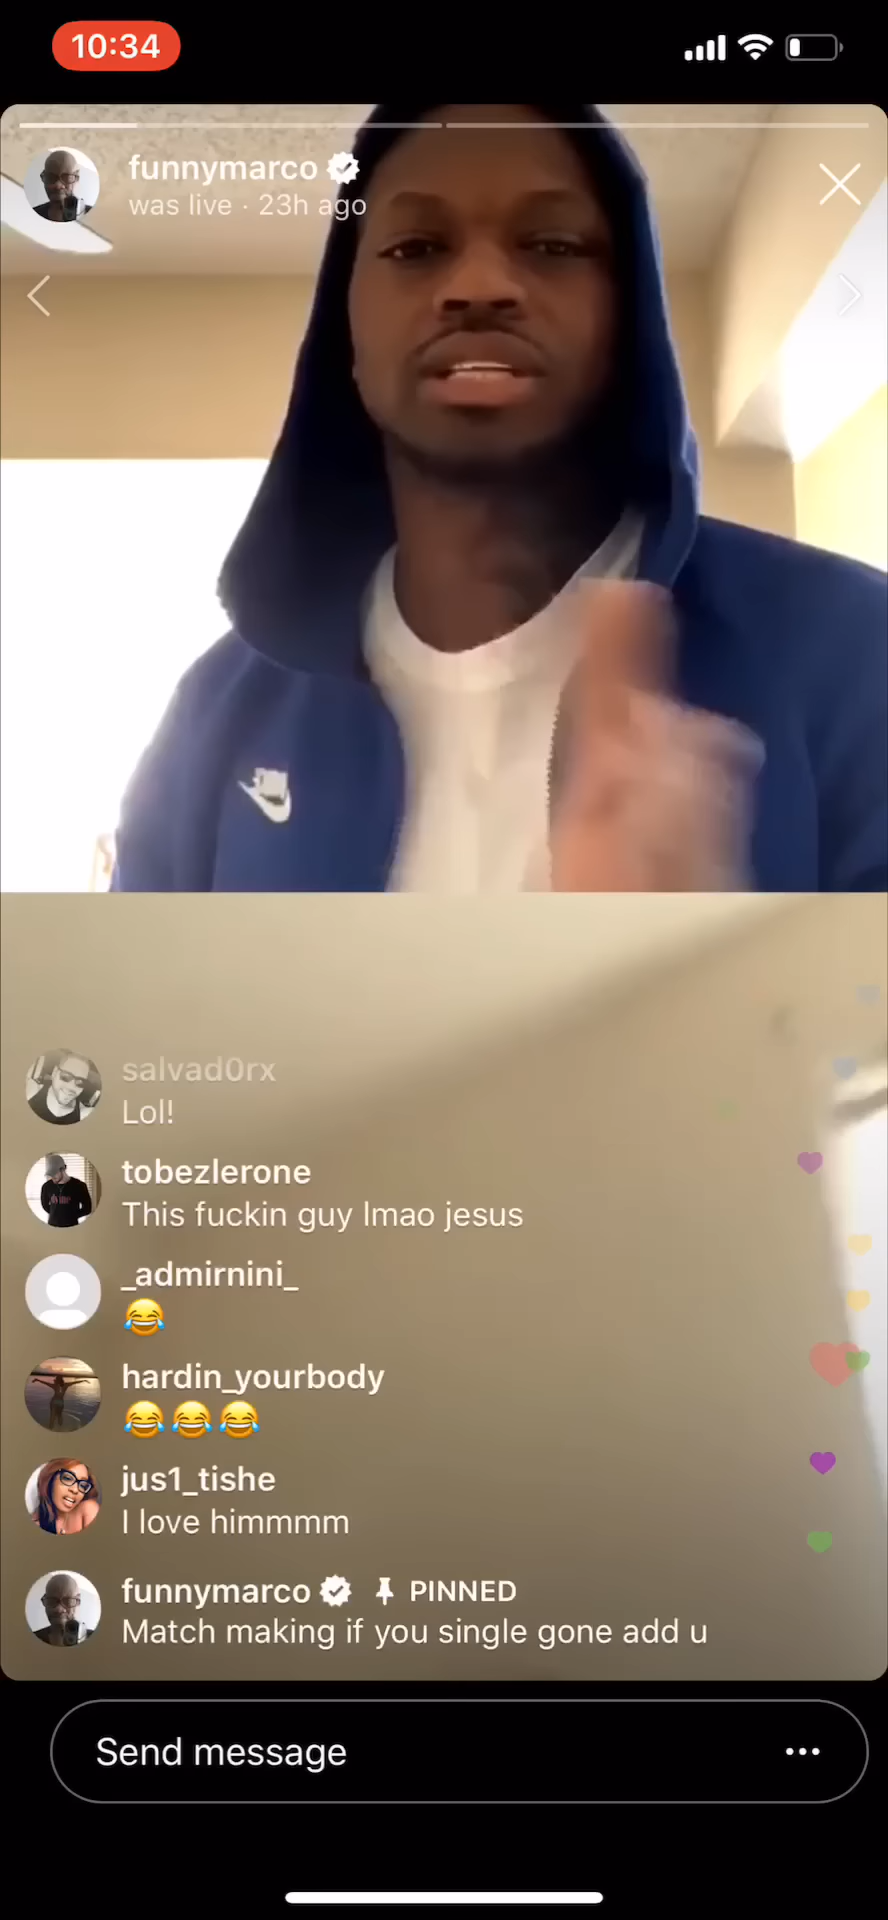 10:34
funnymarco
was live · 23h ago
salvad0rx
Lol!
tobezlerone
This fuckin guy lmao jesus
_admirnini_
😂
hardin_yourbody
😂😂😂
jus1_tishe
I love himmmm
funnymarco PINNED
Match making if you single gone add u
Send message